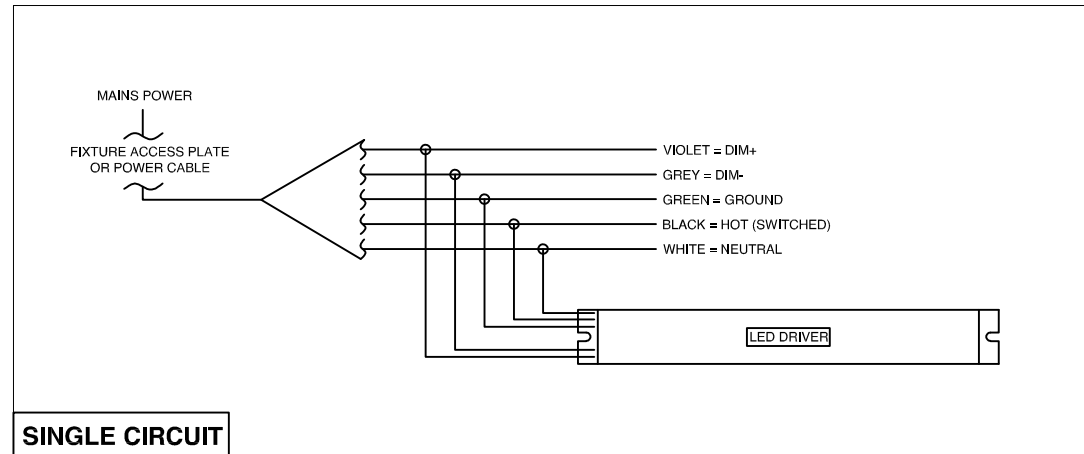 MAINS POWER
FIXTURE ACCESS PLATE
OR POWER CABLE
VIOLET = DIM+
GREY = DIM-
GREEN = GROUND
BLACK = HOT (SWITCHED)
WHITE = NEUTRAL
LED DRIVER
SINGLE CIRCUIT